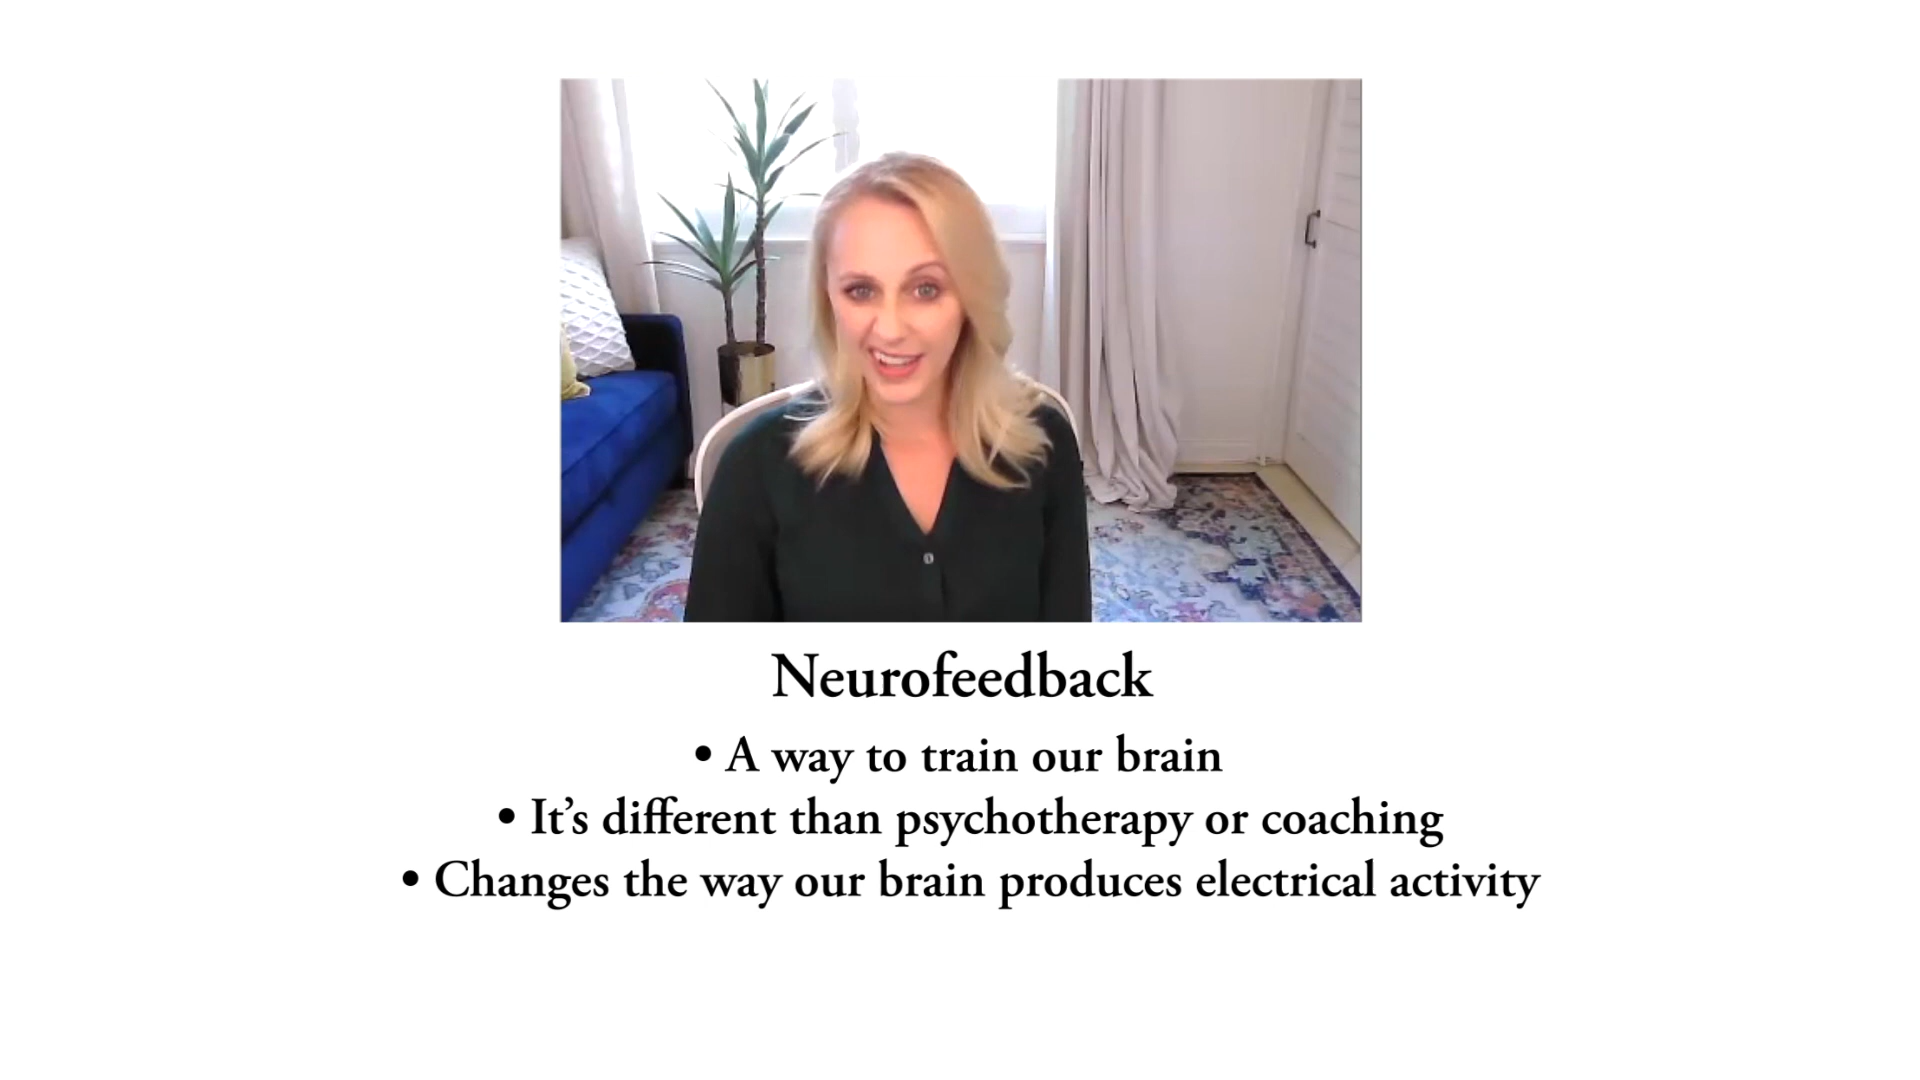 Neurofeedback
• A way to train our brain
• It’s different than psychotherapy or coaching
• Changes the way our brain produces electrical activity